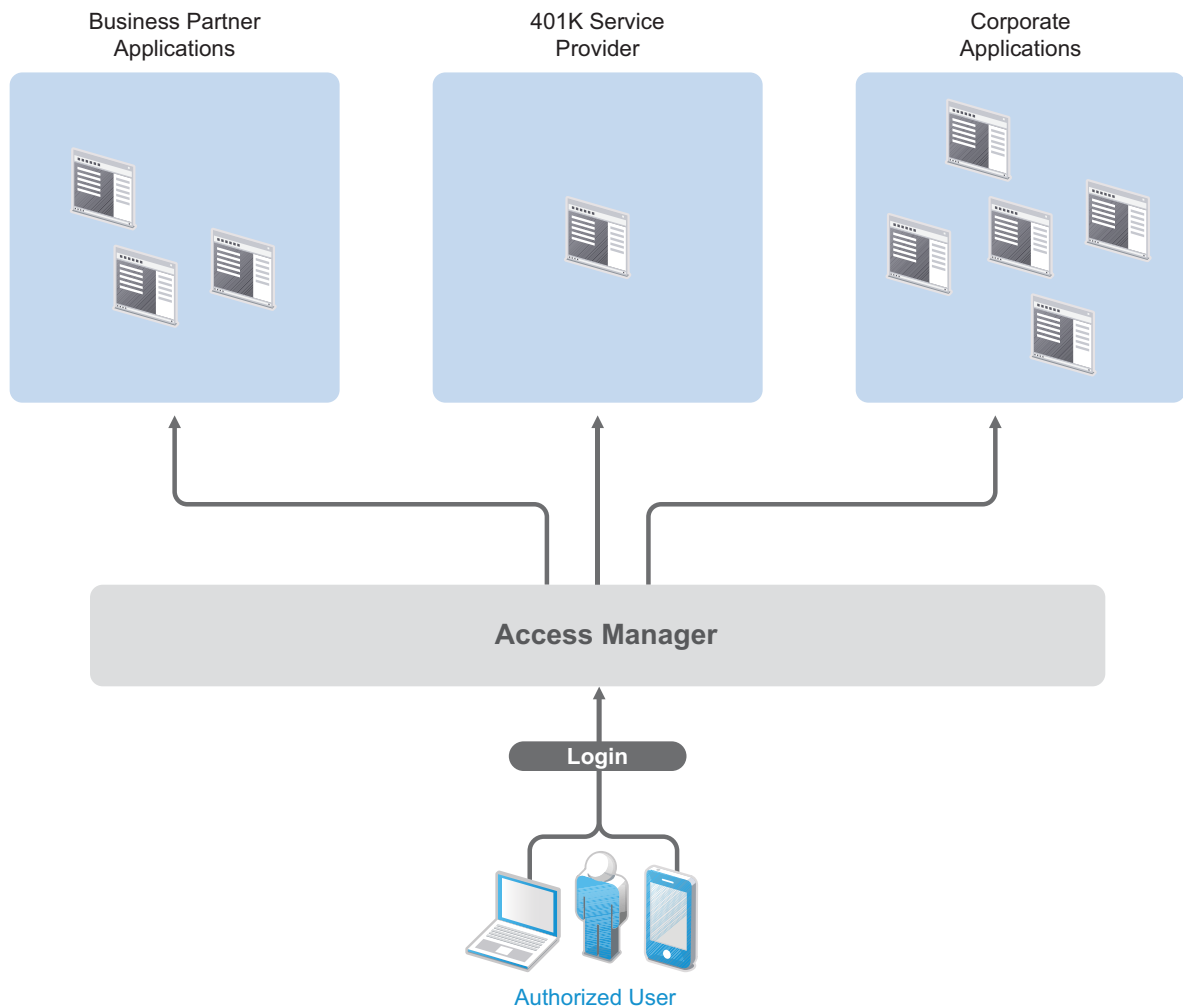 Business Partner
Applications
401K Service
Provider
Corporate
Applications
Access Manager
Login
Authorized User